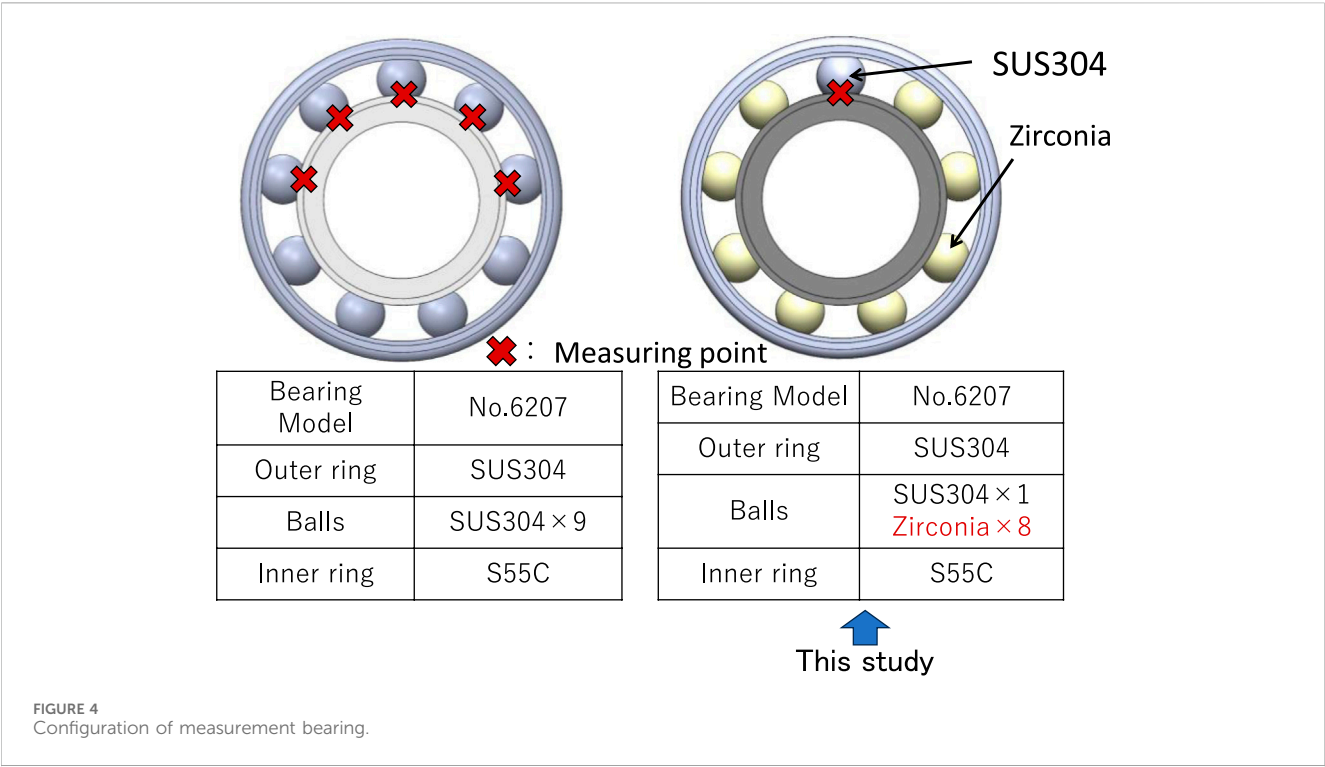 SUS304
Zirconia
: Measuring point
Bearing Model
No.6207
Outer ring
SUS304
Balls
SUS304×9
Inner ring
S55C
Bearing Model
No.6207
Outer ring
SUS304
Balls
SUS304×1
Zirconia×8
Inner ring
S55C
This study
FIGURE 4
Configuration of measurement bearing.